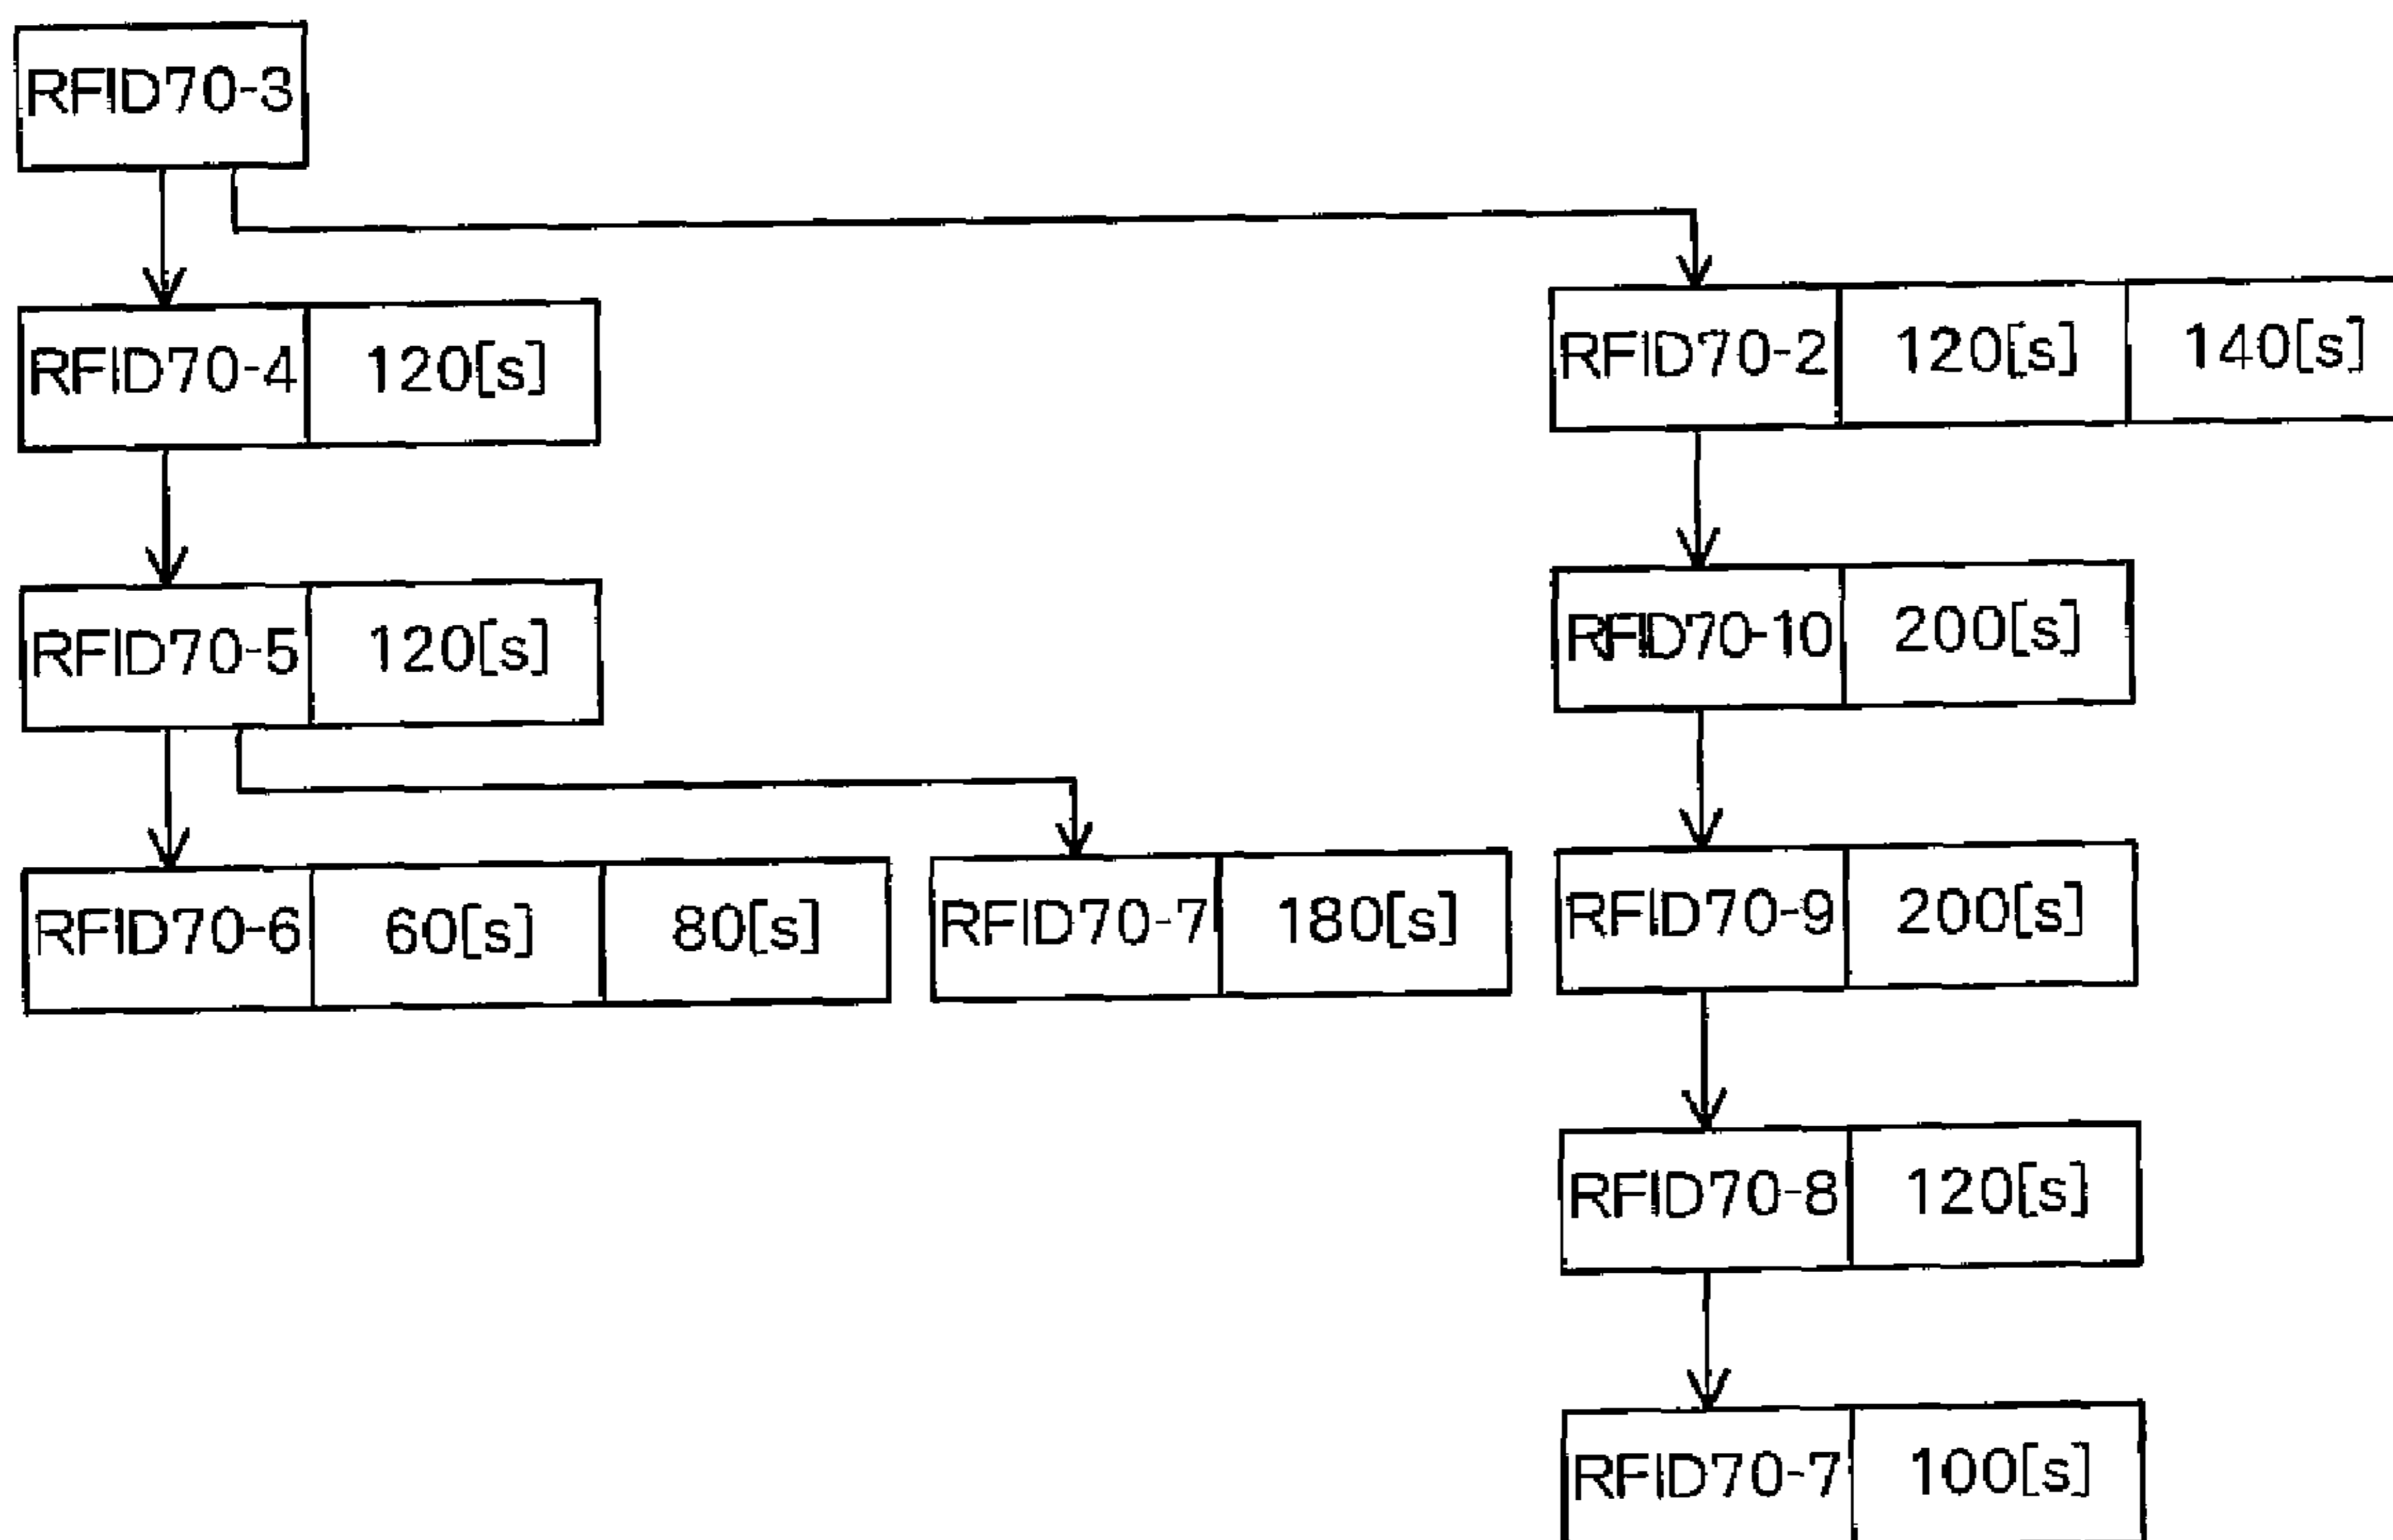 RFID70-3
RFID70-4 120[s]
RFID70-2 120[s] 140[s]
RFID70-5 120[s]
RFID70-10 200[s]
RFID70-6 60[s] 80[s]
RFID70-7 180[s]
RFID70-9 200[s]
RFID70-8 120[s]
RFID70-7 100[s]